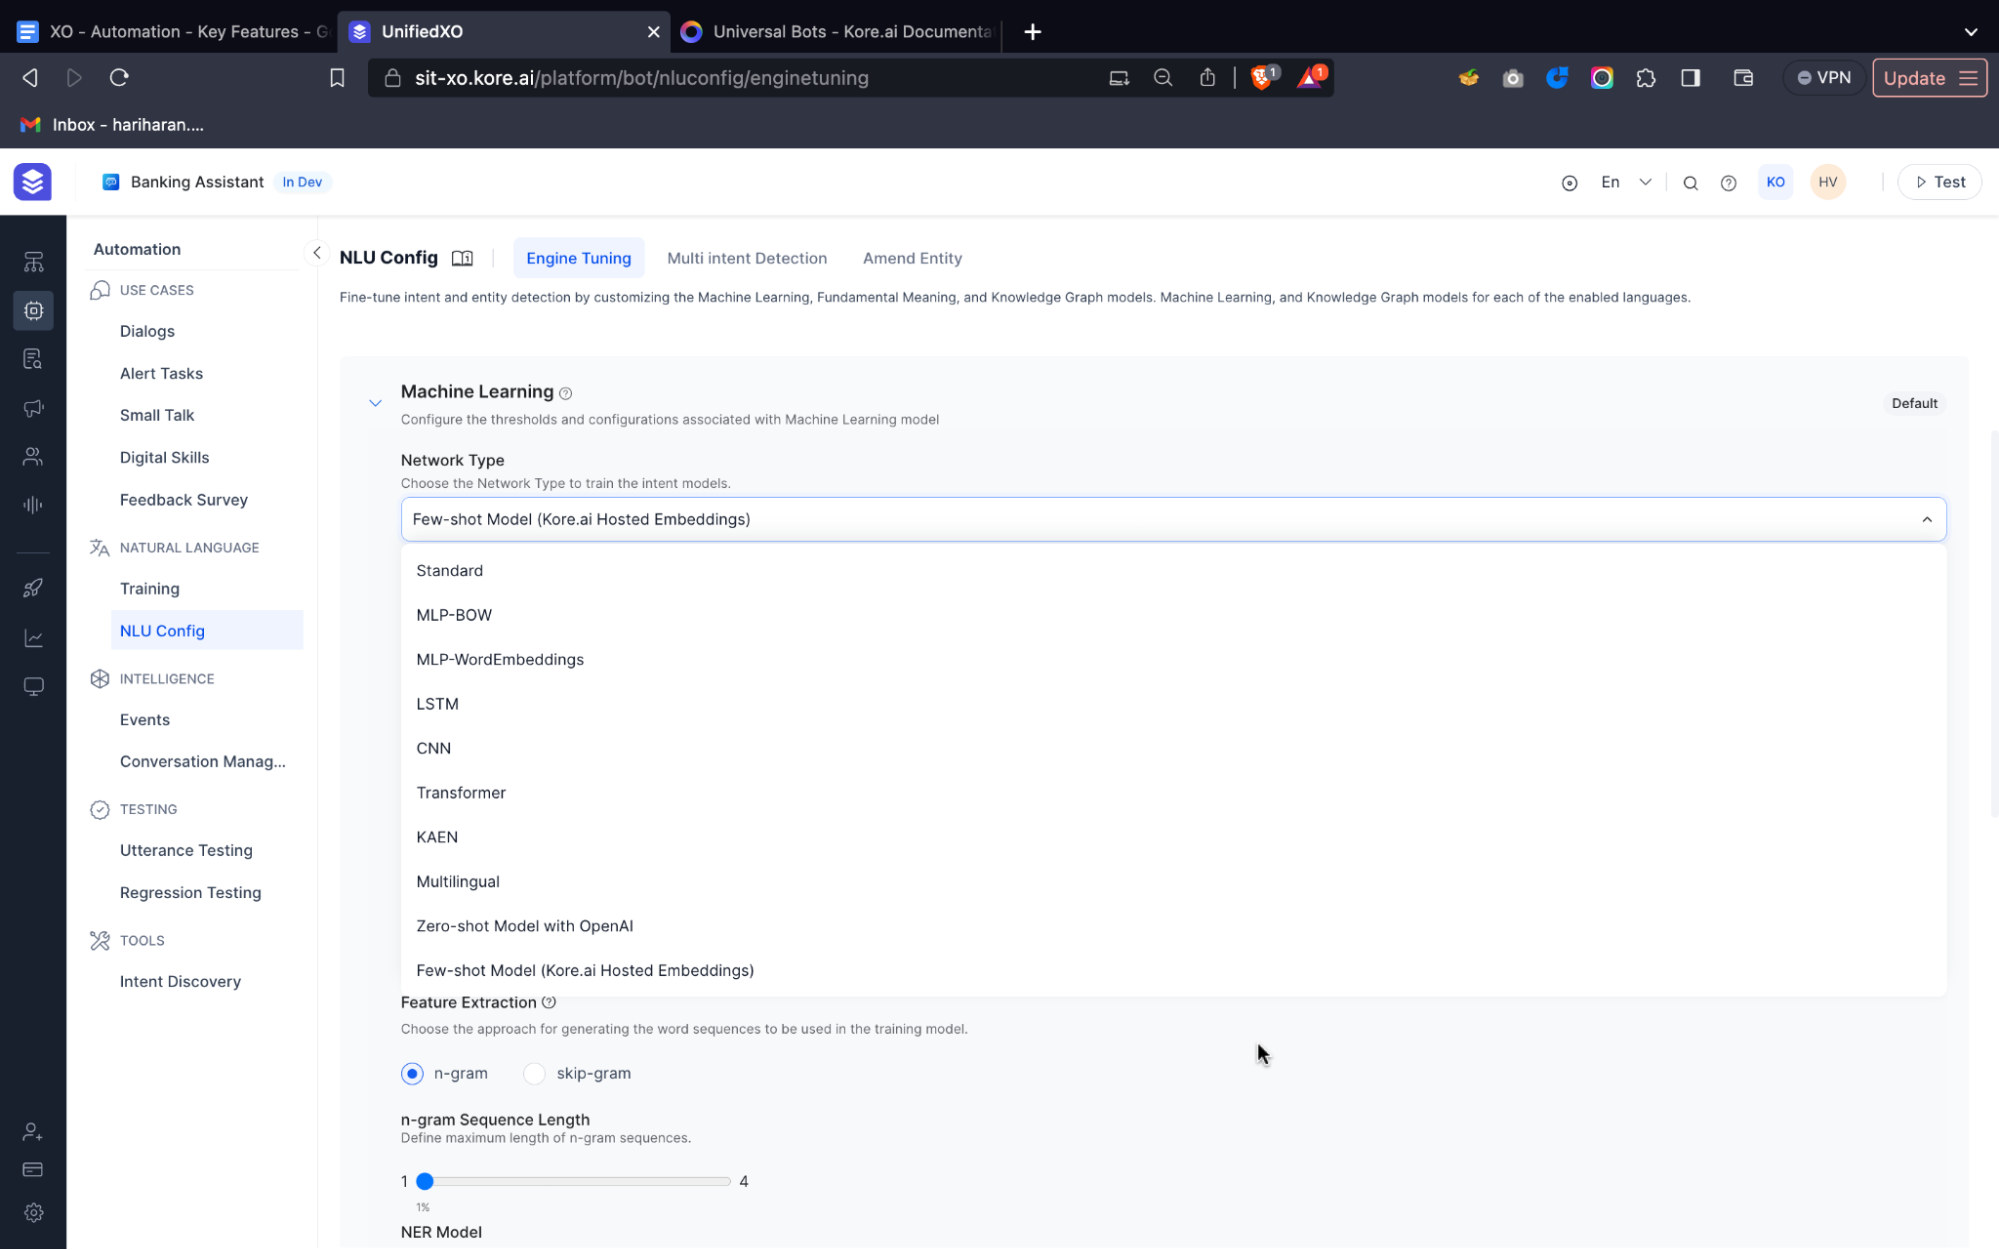 XO - Automation - Key Features - G
UnifiedXO
Universal Bots - Kore.ai Documenta
sit-xo.kore.ai/platform/bot/nluconfig/enginetuning
1
1
VPN
Update
Inbox - hariharan....
Banking Assistant
In Dev
En
KO
HV
Test
Automation
USE CASES
Dialogs
Alert Tasks
Small Talk
Digital Skills
Feedback Survey
NATURAL LANGUAGE
Training
NLU Config
INTELLIGENCE
Events
Conversation Manag...
TESTING
Utterance Testing
Regression Testing
TOOLS
Intent Discovery
NLU Config
Engine Tuning
Multi intent Detection
Amend Entity
Fine-tune intent and entity detection by customizing the Machine Learning, Fundamental Meaning, and Knowledge Graph models. Machine Learning, and Knowledge Graph models for each of the enabled languages.
Machine Learning
Configure the thresholds and configurations associated with Machine Learning model
Default
Network Type
Choose the Network Type to train the intent models.
Few-shot Model (Kore.ai Hosted Embeddings)
Standard
MLP-BOW
MLP-WordEmbeddings
LSTM
CNN
Transformer
KAEN
Multilingual
Zero-shot Model with OpenAI
Few-shot Model (Kore.ai Hosted Embeddings)
Feature Extraction
Choose the approach for generating the word sequences to be used in the training model.
n-gram
skip-gram
n-gram Sequence Length
Define maximum length of n-gram sequences.
1
4
1%
NER Model